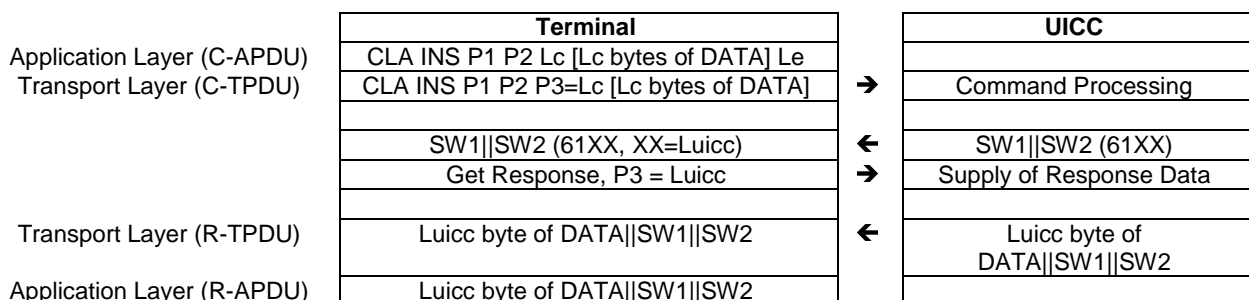 Terminal UICC
Application Layer (C-APDU) CLA INS P1 P2 Lc [Lc bytes of DATA] Le
Transport Layer (C-TPDU) CLA INS P1 P2 P3=Lc [Lc bytes of DATA] → Command Processing
SW1||SW2 (61XX, XX=Luicc) ← SW1||SW2 (61XX)
Get Response, P3 = Luicc → Supply of Response Data
Transport Layer (R-TPDU) Luicc byte of DATA||SW1||SW2 ← Luicc byte of
DATA||SW1||SW2
Application Layer (R-APDU) Luicc byte of DATA||SW1||SW2